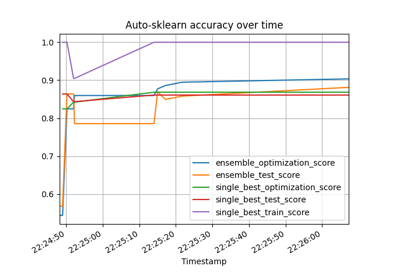 Auto-sklearn accuracy over time
1.0
0.9
0.8
0.7
0.6
ensemble_optimization_score
ensemble_test_score
single_best_optimization_score
single_best_test_score
single_best_train_score
22:24:50
22:25:00
22:25:10
22:25:20
22:25:30
22:25:40
22:25:50
22:26:00
Timestamp